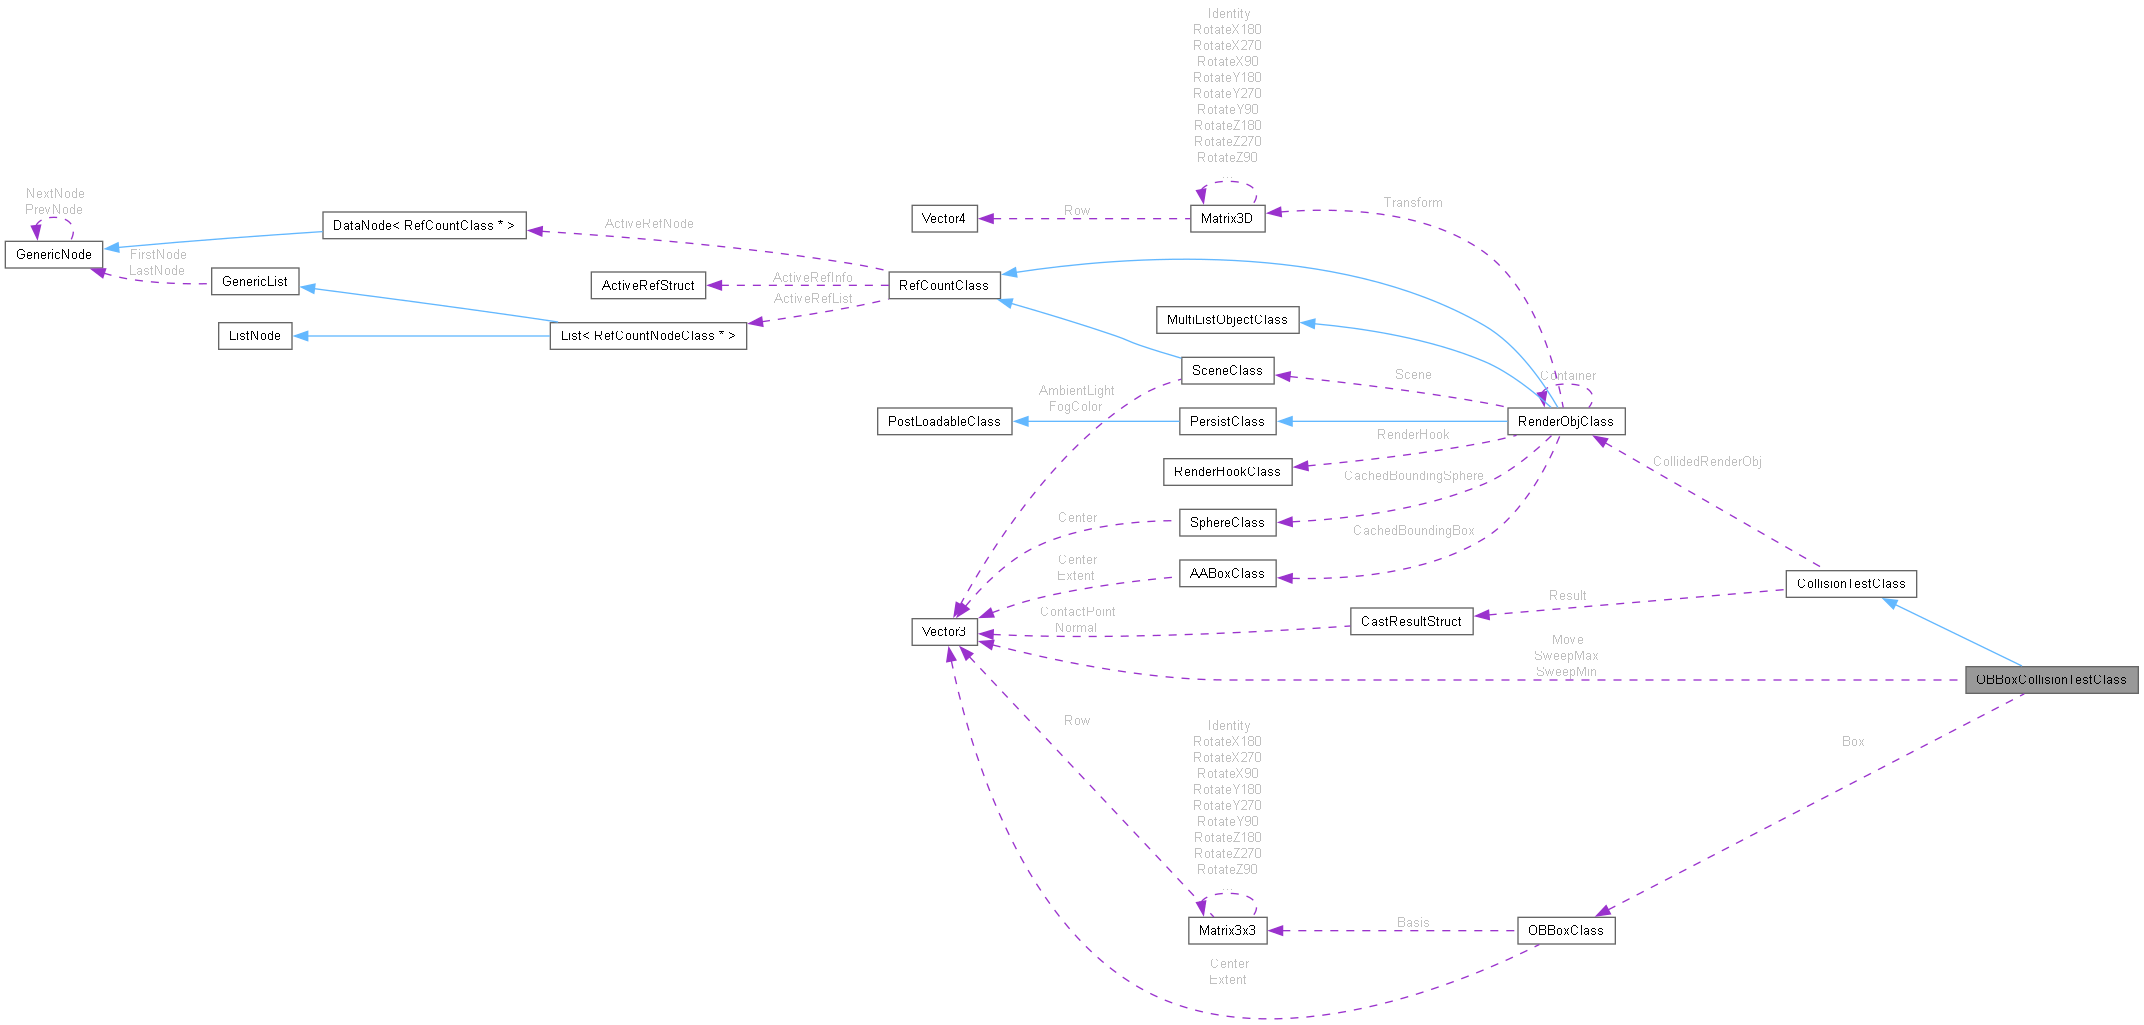 Identity
RotateX180
RotateX270
RotateX90
RotateY180
RotateY270
RotateY90
RotateZ180
RotateZ270
RotateZ90
...
NextNode
PrevNode
GenericNode
DataNode< RefCountClass * >
FirstNode
LastNode
GenericList
ListNode
List< RefCountNodeClass * >
ActiveRefNode
ActiveRefStruct
ActiveRefInfo
ActiveRefList
RefCountClass
Vector4
Row
Matrix3D
Transform
MultiListObjectClass
SceneClass
Scene
Container
AmbientLight
FogColor
PostLoadableClass
PersistClass
RenderObjClass
RenderHook
RenderHookClass
CachedBoundingSphere
CollidedRenderObj
Center
SphereClass
CachedBoundingBox
Center
Extent
AABoxClass
CollisionTestClass
ContactPoint
Normal
CastResultStruct
Result
Vector3
Move
SweepMax
SweepMin
OBBoxCollisionTestClass
Row
Identity
RotateX180
RotateX270
RotateX90
RotateY180
RotateY270
RotateY90
RotateZ180
RotateZ270
RotateZ90
...
Box
Matrix3x3
Basis
OBBoxClass
Center
Extent